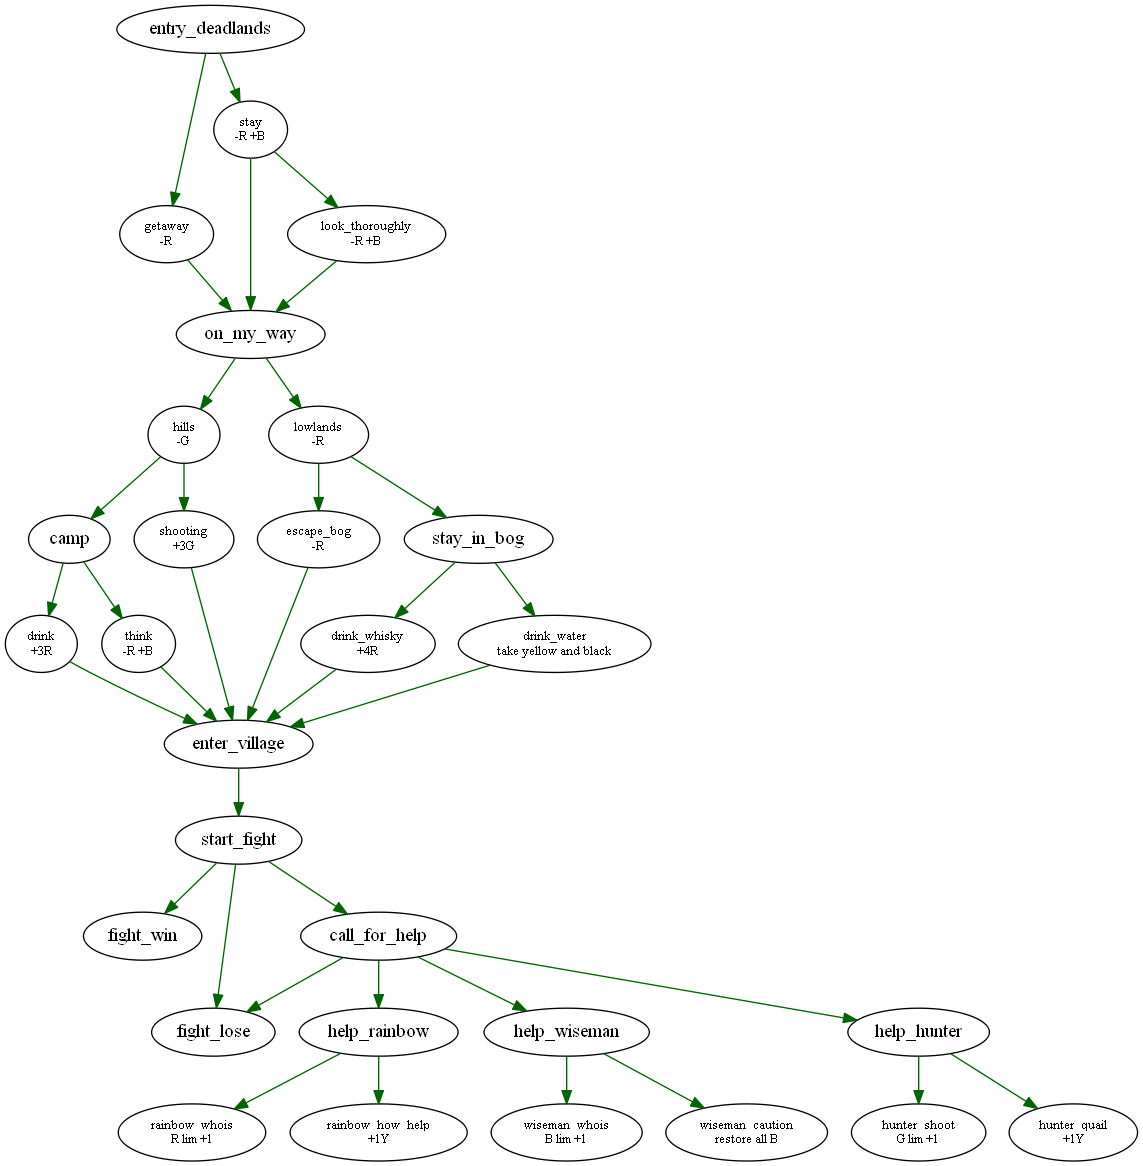 entry_deadlands
stay
-R +B
getaway
-R
look_thoroughly
-R +B
on_my_way
hills
-G
lowlands
-R
camp
shooting
+3G
escape_bog
-R
stay_in_bog
drink
+3R
think
-R +B
drink_whisky
+4R
drink_water
take yellow and black
enter_village
start_fight
fight_win
call_for_help
fight_lose
help_rainbow
help_wiseman
help_hunter
rainbow_whois
R lim +1
rainbow_how_help
+1Y
wiseman_whois
B lim +1
wiseman_caution
restore all B
hunter_shoot
G lim +1
hunter_quail
+1Y